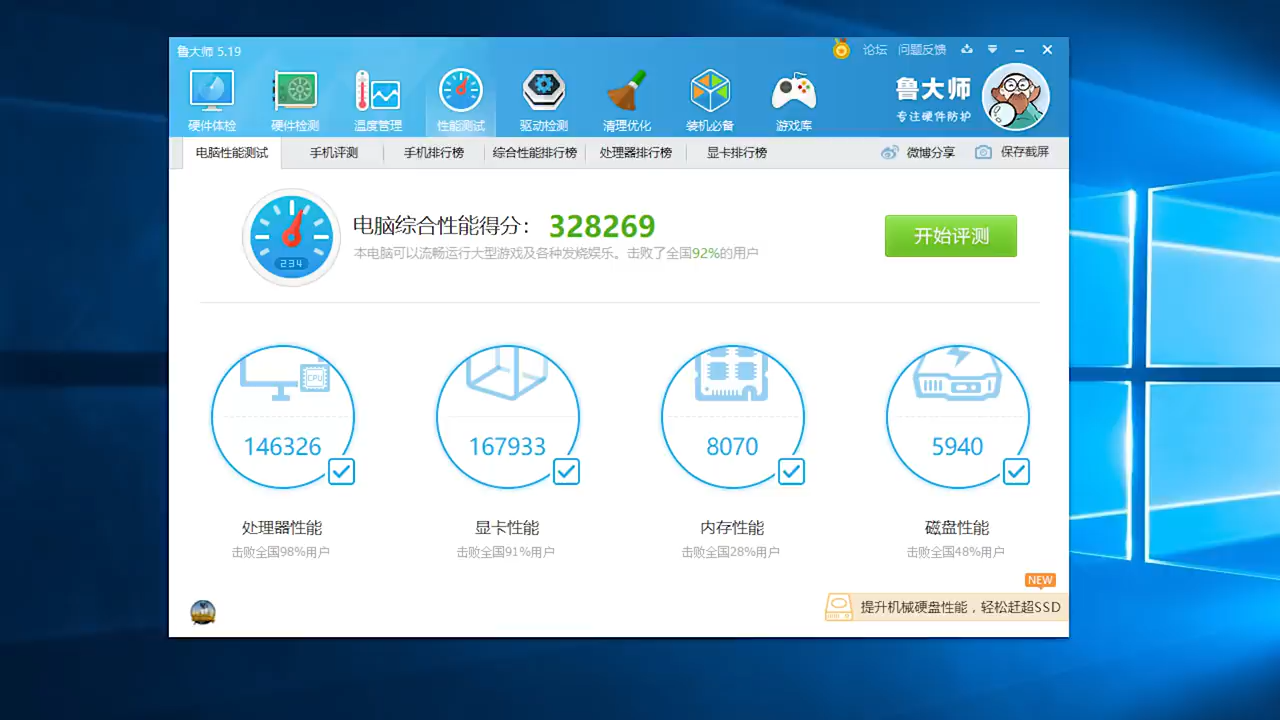 鲁大师 5.19
论坛 问题反馈
硬件体检 硬件检测 温度管理 性能测试 驱动检测 清理优化 装机必备 游戏库
鲁大师
专注硬件防护
电脑性能测试 手机评测 手机排行榜 综合性能排行榜 处理器排行榜 显卡排行榜 微博分享 保存截屏
电脑综合性能得分： 328269
本电脑可以流畅运行大型游戏及各种发烧娱乐。击败了全国92%的用户
开始评测
234
CPU
146326 167933 8070 5940
处理器性能 显卡性能 内存性能 磁盘性能
击败全国98%用户 击败全国91%用户 击败全国28%用户 击败全国48%用户
NEW
提升机械硬盘性能，轻松赶超SSD